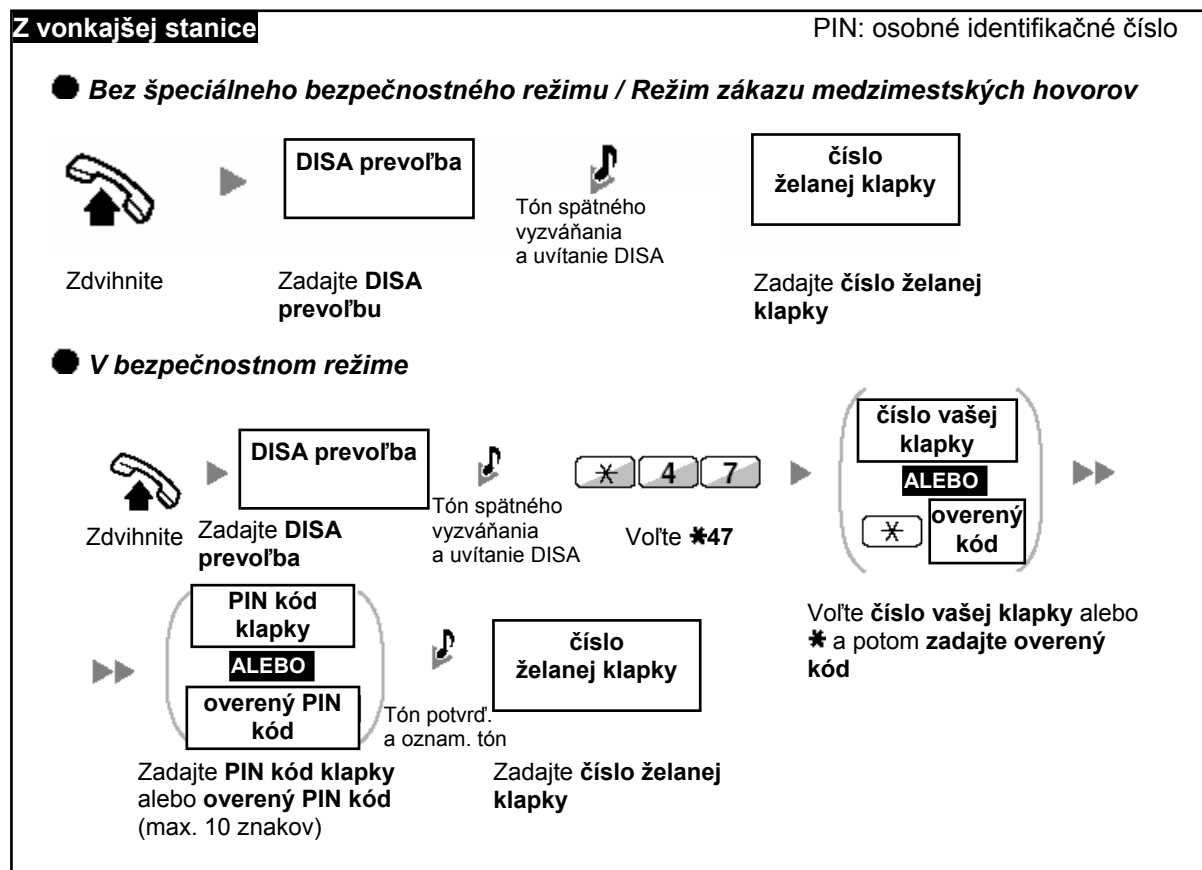 Z vonkajšej stanice
PIN: osobné identifikačné číslo
Bez špeciálneho bezpečnostného režimu / Režim zákazu medzimestských hovorov
DISA prevoľba
číslo
želanej klapky
Tón spätného
vyzváňania
a uvítanie DISA
Zdvihnite
Zadajte DISA
prevoľbu
Zadajte číslo želanej
klapky
V bezpečnostnom režime
DISA prevoľba
Tón spätného
vyzváňania
a uvítanie DISA
* 4 7
číslo vašej
klapky
ALEBO
* overený
kód
Zdvihnite
Zadajte DISA
prevoľba
Voľte *47
Voľte číslo vašej klapky alebo
* a potom zadajte overený
kód
PIN kód
klapky
ALEBO
overený PIN
kód
Tón potvrď.
a oznam. tón
číslo
želanej klapky
Zadajte PIN kód klapky
alebo overený PIN kód
(max. 10 znakov)
Zadajte číslo želanej
klapky